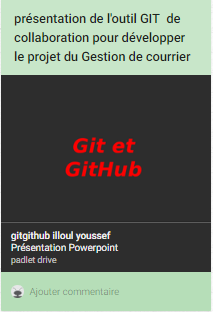 présentation de l'outil GIT  de
collaboration pour développer
le projet du Gestion de courrier
Git et
GitHub
gitgithub illoul youssef
Présentation Powerpoint
padlet drive
Ajouter commentaire